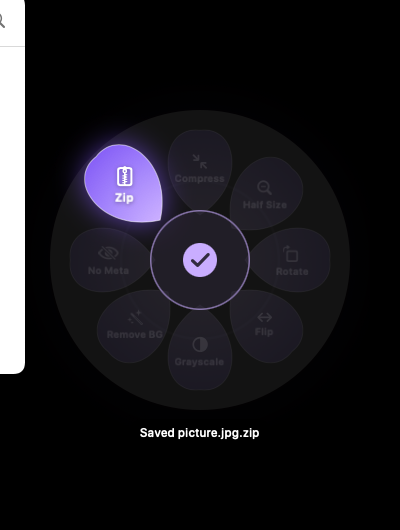 Compress
Zip
Half Size
No Meta
Rotate
Remove BG
Flip
Grayscale
Saved picture.jpg.zip